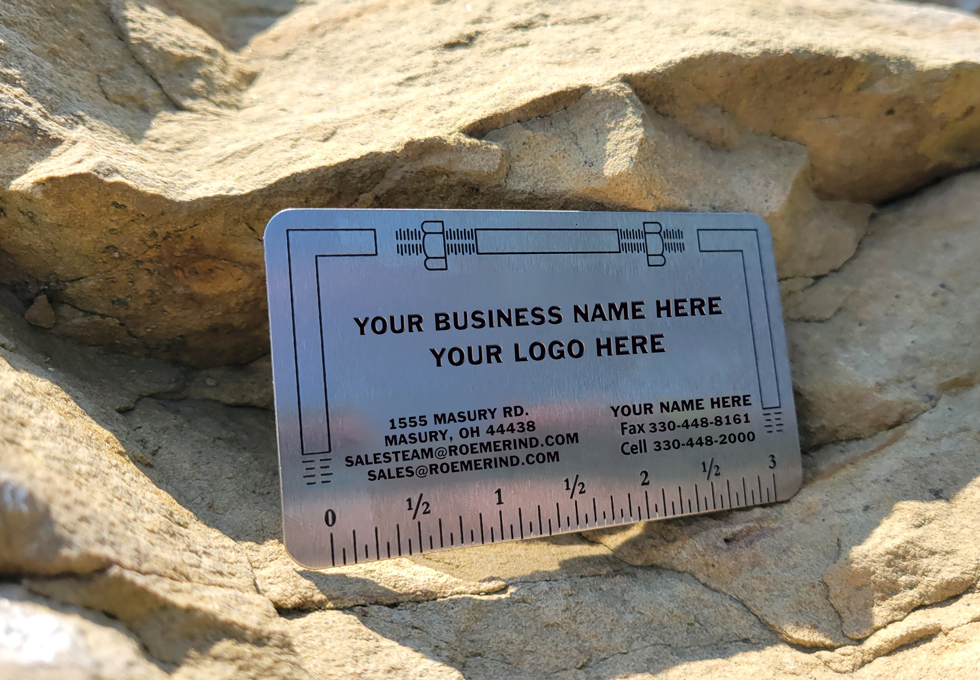 YOUR BUSINESS NAME HERE
YOUR LOGO HERE
1555 MASURY RD.
MASURY, OH 44438
SALESTEAM@ROEMERIND.COM
SALES@ROEMERIND.COM
YOUR NAME HERE
Fax 330-448-8161
Cell 330-448-2000
0 1/2 1 1/2 2 1/2 3